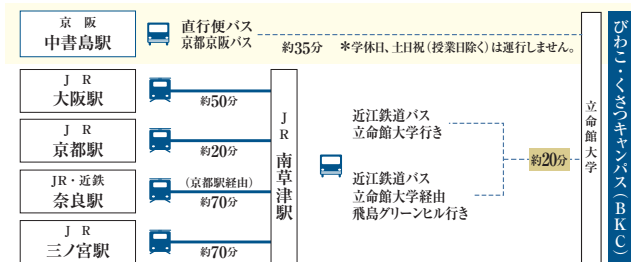 京 阪
中書島駅
直行便バス
京都京阪バス
約35分
＊学休日、土日祝（授業日除く）は運行しません。
J R
大阪駅
約50分
J R
京都駅
約20分
JR・近鉄
奈良駅
（京都駅経由）
約70分
J R
三ノ宮駅
約70分
JR南草津駅
近江鉄道バス
立命館大学行き
近江鉄道バス
立命館大学経由
飛島グリーンヒル行き
約20分
立命館大学
びわこ・くさつキャンパス（BKC）